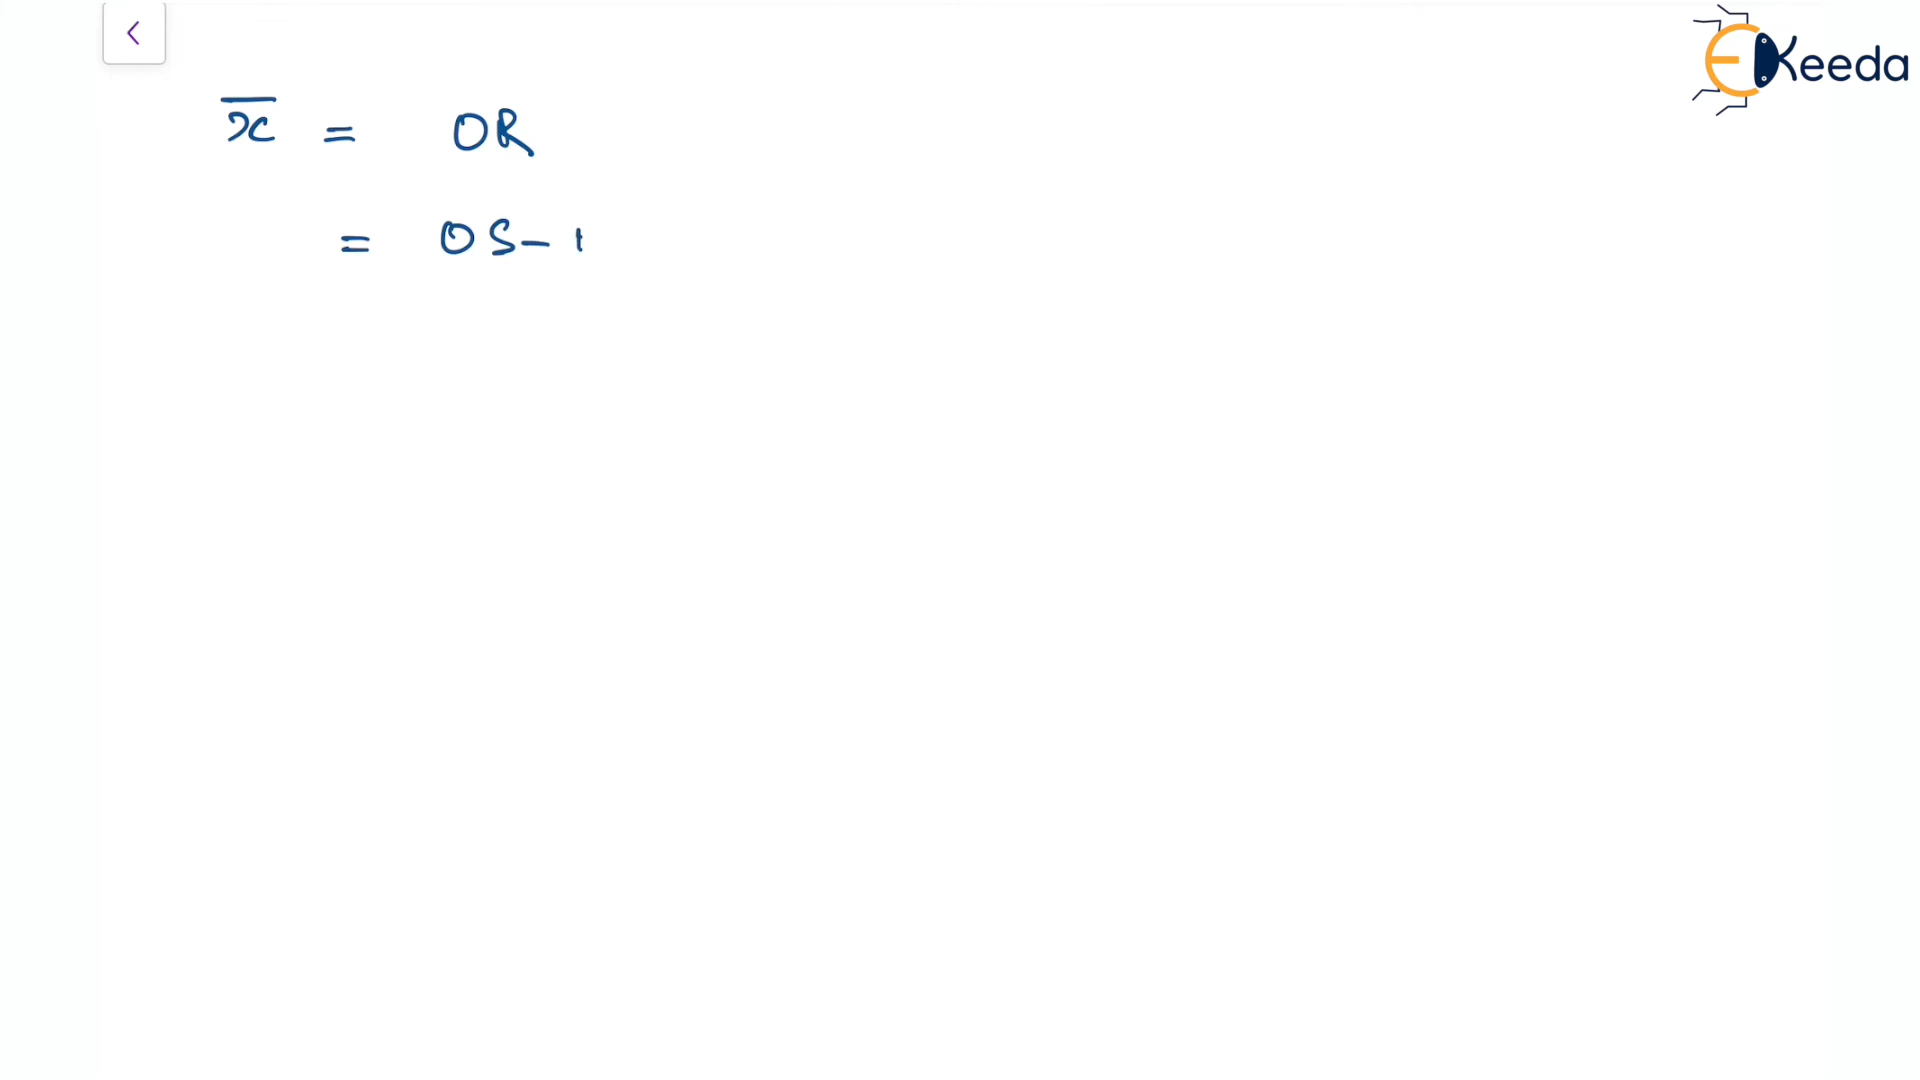 EKeeda
x̄ = OR
= OS -